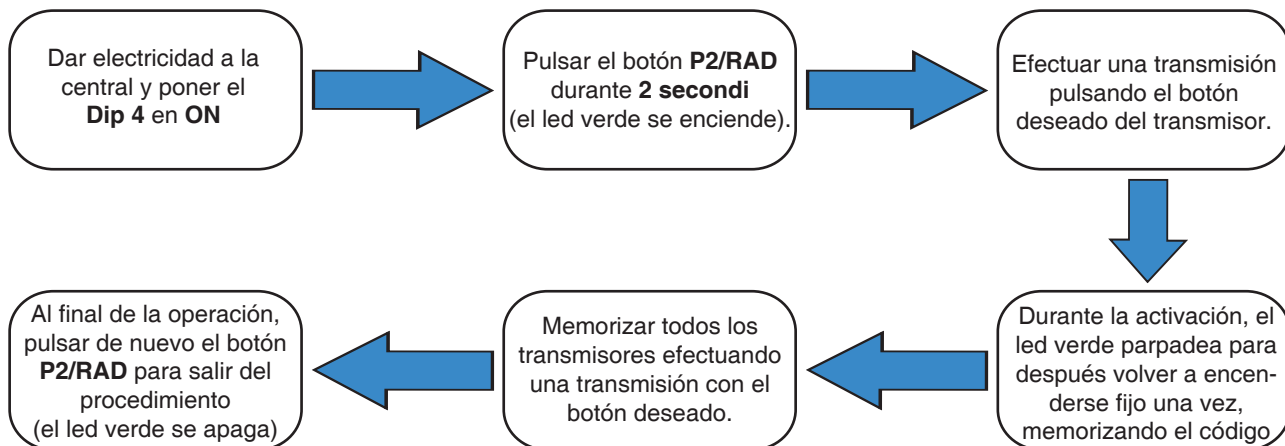 Dar electricidad a la
central y poner el
Dip 4 en ON
Pulsar el botón P2/RAD
durante 2 secondi
(el led verde se enciende).
Efectuar una transmisión
pulsando el botón
deseado del transmisor.
Durante la activación, el
led verde parpadea para
después volver a encen-
derse fijo una vez,
memorizando el código
Memorizar todos los
transmisores efectuando
una transmisión con el
botón deseado.
Al final de la operación,
pulsar de nuevo el botón
P2/RAD para salir del
procedimiento
(el led verde se apaga)